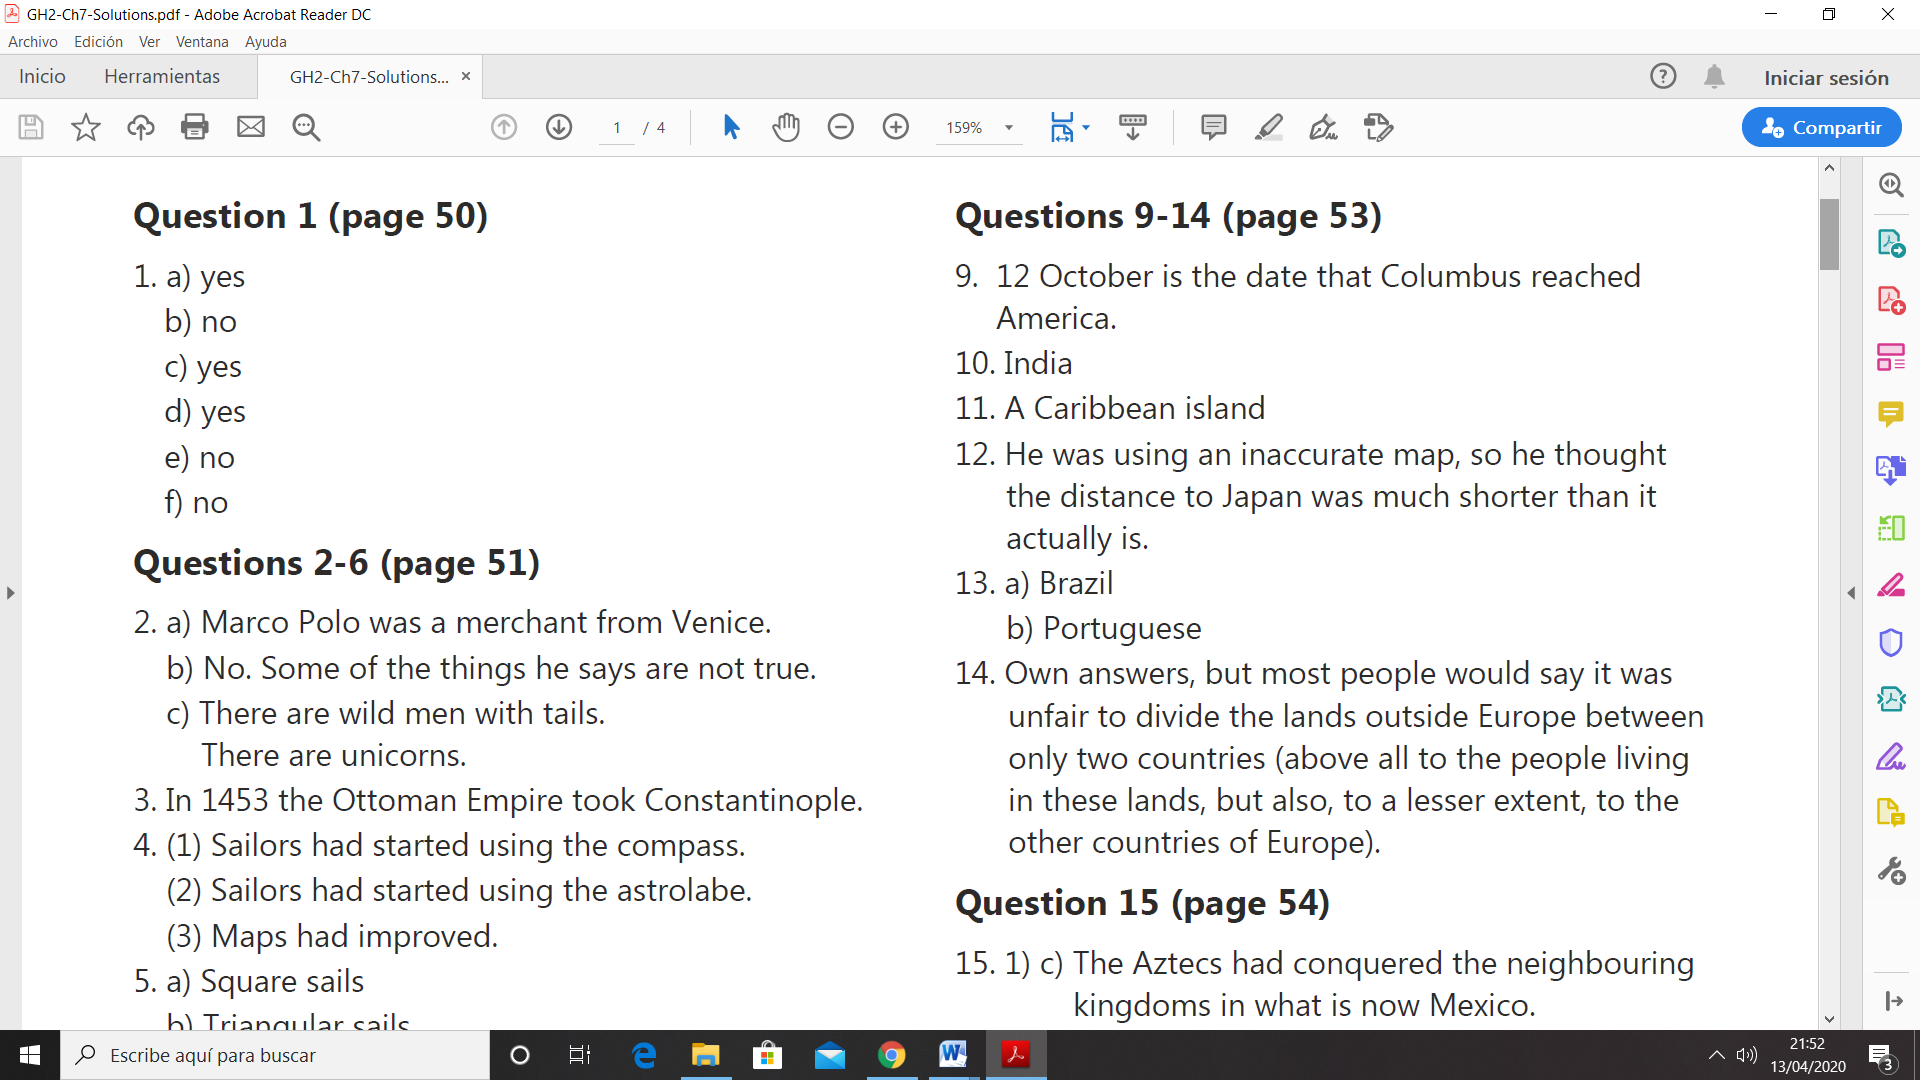 GH2-Ch7-Solutions.pdf - Adobe Acrobat Reader DC
Archivo Edición Ver Ventana Ayuda
Inicio Herramientas GH2-Ch7-Solutions... × Iniciar sesión
1 / 4 159% Compartir
Question 1 (page 50)
1. a) yes
b) no
c) yes
d) yes
e) no
f) no
Questions 2-6 (page 51)
2. a) Marco Polo was a merchant from Venice.
b) No. Some of the things he says are not true.
c) There are wild men with tails.
There are unicorns.
3. In 1453 the Ottoman Empire took Constantinople.
4. (1) Sailors had started using the compass.
(2) Sailors had started using the astrolabe.
(3) Maps had improved.
5. a) Square sails
b) Triangular sails
Questions 9-14 (page 53)
9. 12 October is the date that Columbus reached
America.
10. India
11. A Caribbean island
12. He was using an inaccurate map, so he thought
the distance to Japan was much shorter than it
actually is.
13. a) Brazil
b) Portuguese
14. Own answers, but most people would say it was
unfair to divide the lands outside Europe between
only two countries (above all to the people living
in these lands, but also, to a lesser extent, to the
other countries of Europe).
Question 15 (page 54)
15. 1) c) The Aztecs had conquered the neighbouring
kingdoms in what is now Mexico.
Escribe aquí para buscar
21:52
13/04/2020
3